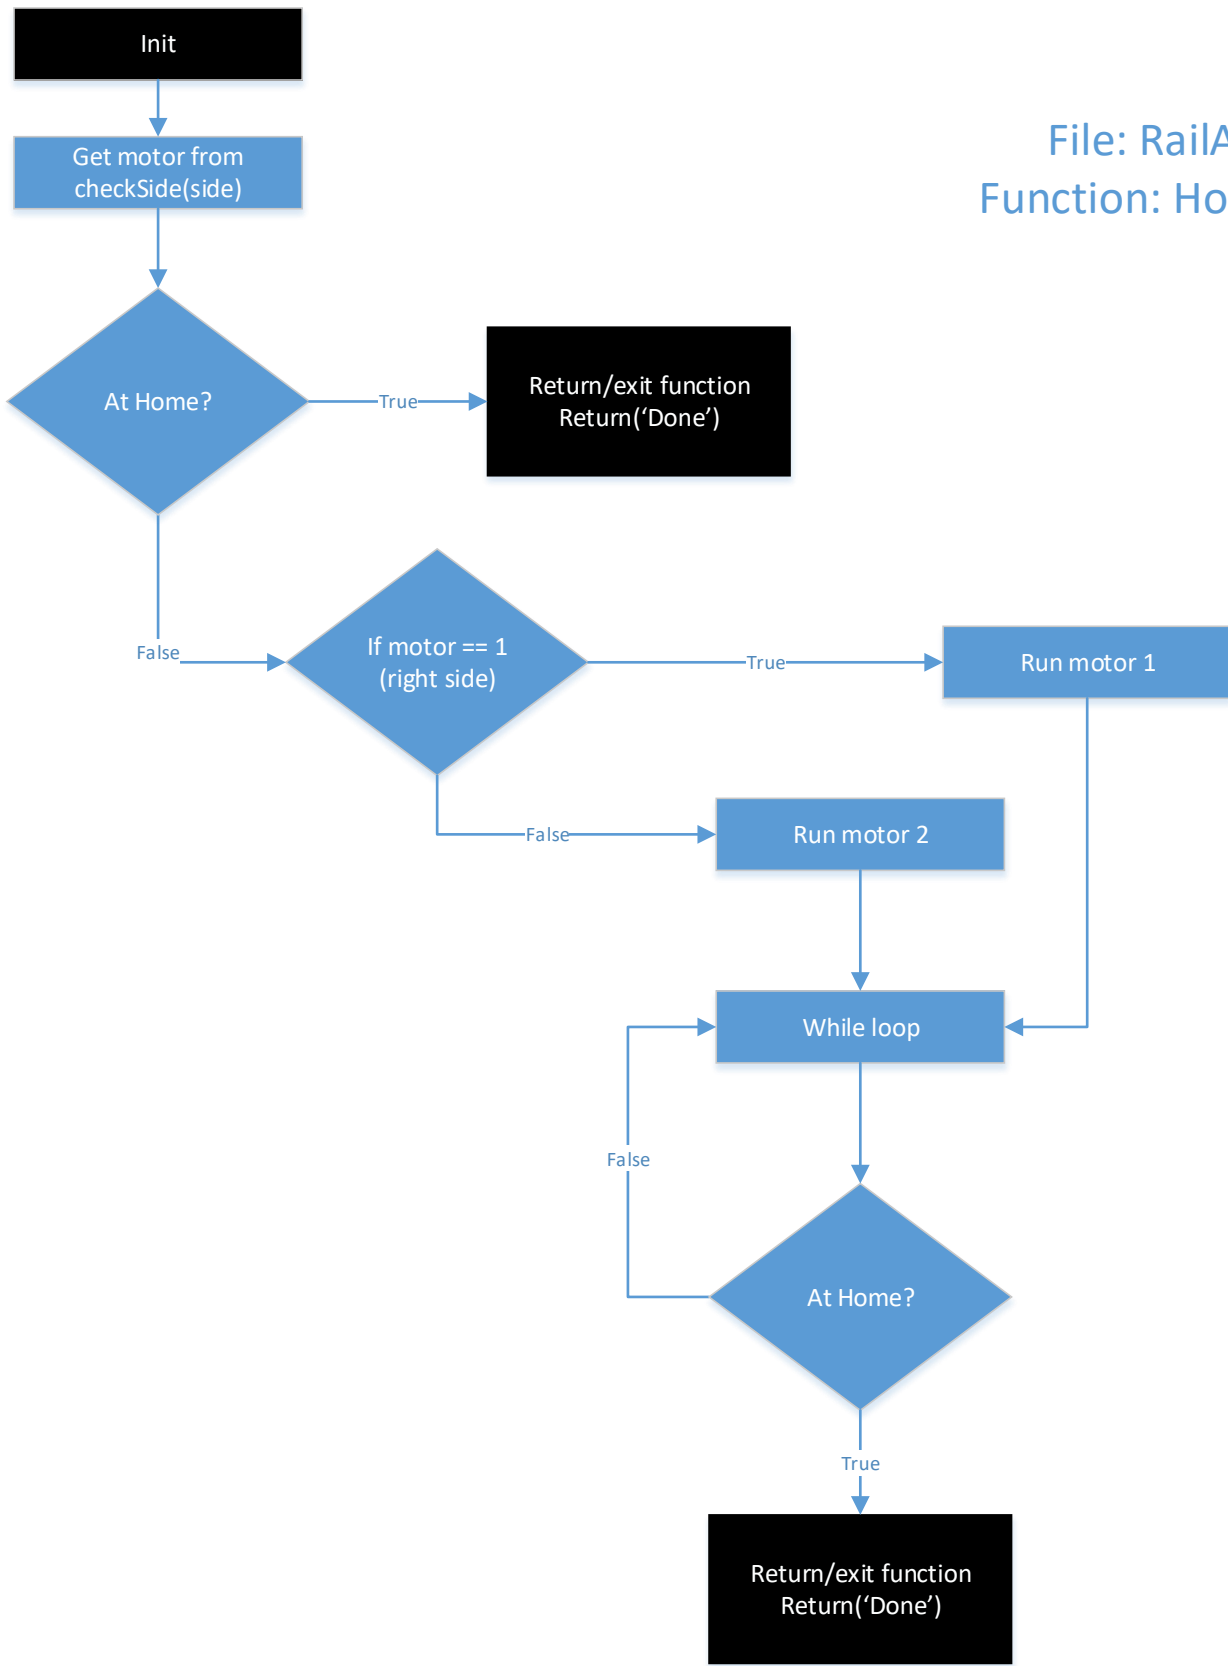 Init
Get motor from
checkSide(side)
File: RailA
Function: Ho
At Home?
True
Return/exit function
Return(‘Done’)
False
If motor == 1
(right side)
True
Run motor 1
False
Run motor 2
While loop
False
At Home?
True
Return/exit function
Return(‘Done’)